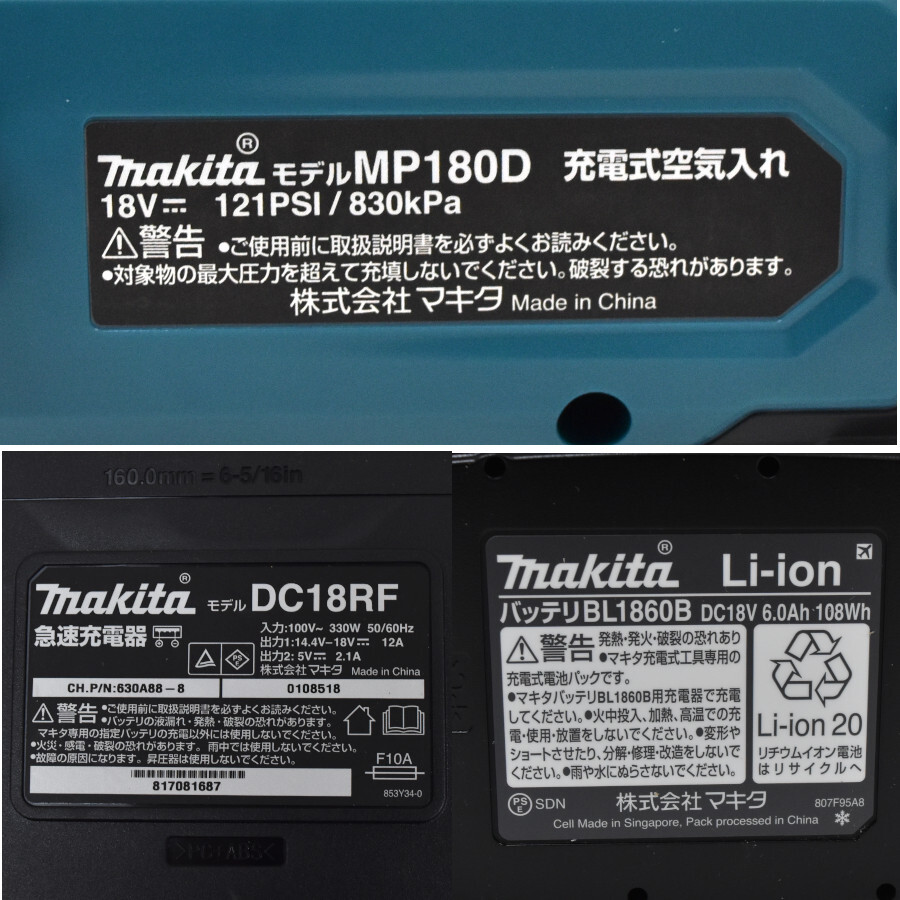 makita® モデル MP180D 充電式空気入れ
18V 121PSI / 830kPa
警告 ●ご使用前に取扱説明書を必ずよくお読みください。
●対象物の最大圧力を超えて充填しないでください。破裂する恐れがあります。
株式会社 マキタ Made in China
160.0mm = 6-5/16in
makita® モデル DC18RF
急速充電器
入力:100V~ 330W 50/60Hz
出力1:14.4V-18V 12A
出力2: 5V 2.1A
株式会社 マキタ Made in China
PS E
CH.P/N:630A88-8 0108518
警告 ●ご使用前に取扱説明書を必ずよくお読みください。
●バッテリの液漏れ・発熱・破裂の恐れがあります。
マキタ専用の指定バッテリの充電以外には使用しないでください。
●火災・感電・破裂の恐れがあります。雨中では使用しないでください。
●故障の原因になります。昇圧器は使用しないでください。
817081687
F10A
853Y34-0
>PC+ABS<
makita® Li-ion
バッテリ BL1860B DC18V 6.0Ah 108Wh
警告 発熱・発火・破裂の恐れあり
●マキタ充電式工具専用の
充電式電池パックです。
●マキタバッテリBL1860B用充電器で充電
してください。●火中投入、加熱、高温での充
電・使用・放置をしないでください。●変形や
ショートさせたり、分解・修理・改造をしないで
ください。●雨や水にぬらさないでください。
Li-ion 20
リチウムイオン電池
はリサイクルへ
PS E SDN 株式会社 マキタ 807F95A8
Cell Made in Singapore, Pack processed in China